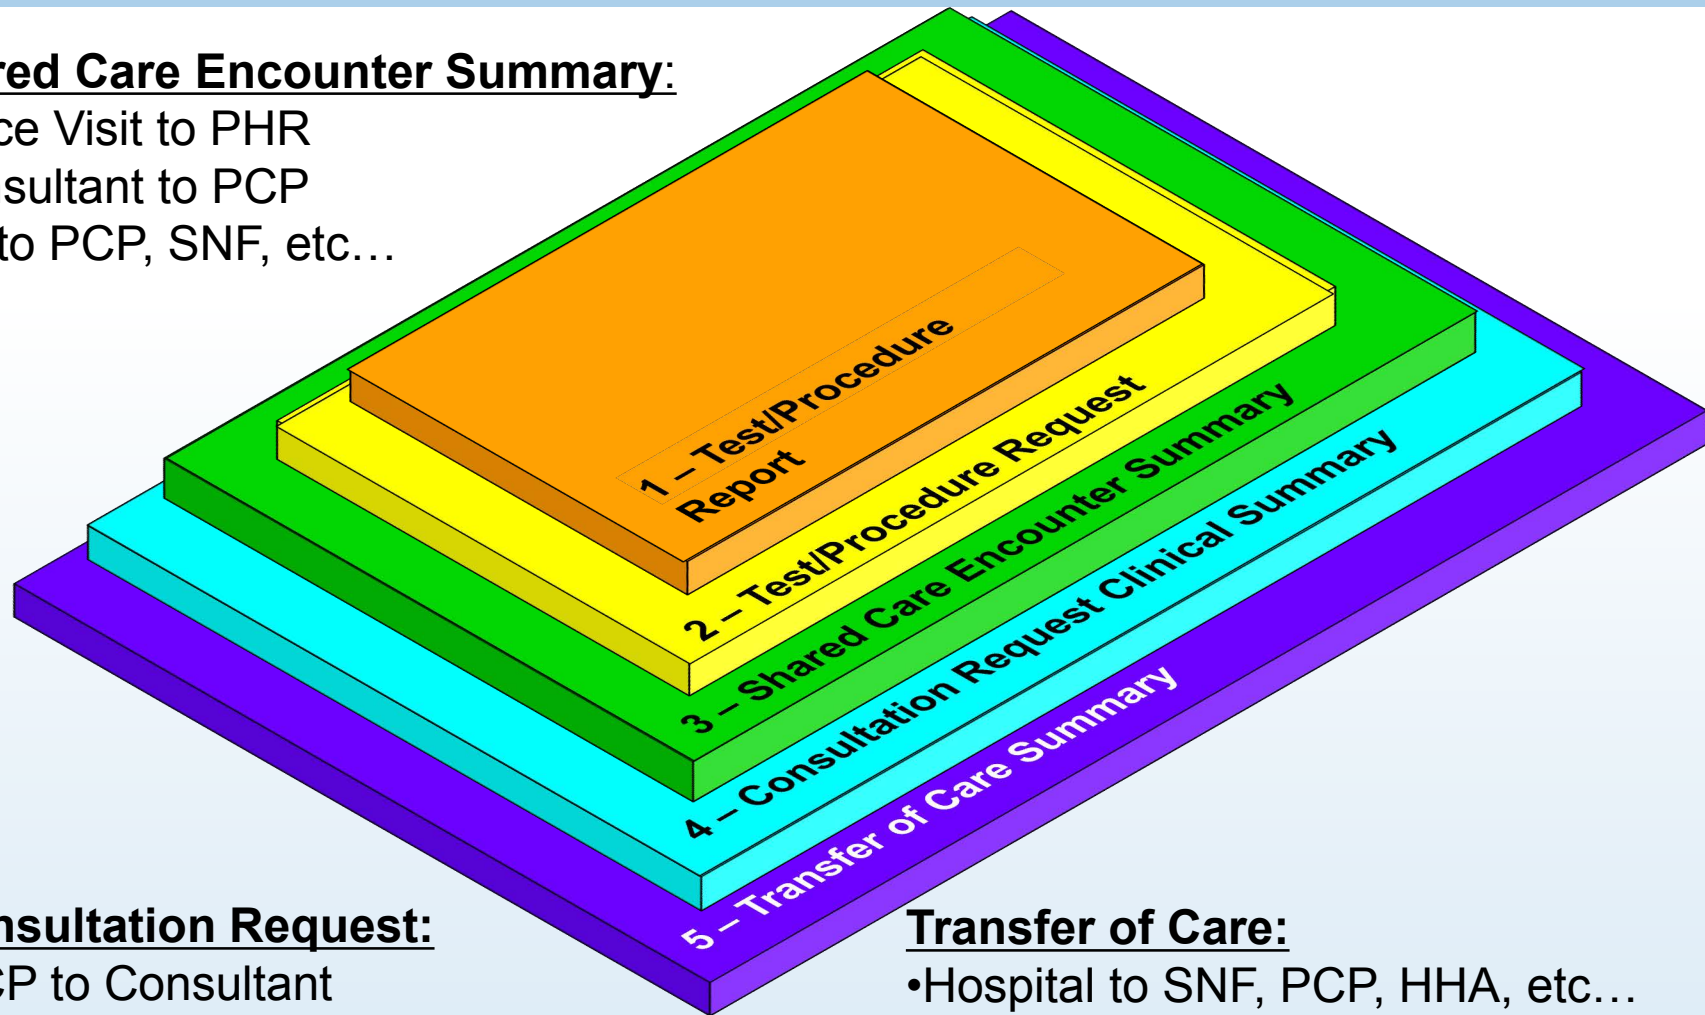 red Care Encounter Summary:
ce Visit to PHR
sultant to PCP
to PCP, SNF, etc…
1 – Test/Procedure
Report
2 – Test/Procedure Request
3 – Shared Care Encounter Summary
4 – Consultation Request Clinical Summary
5 – Transfer of Care Summary
nsultation Request:
CP to Consultant
Transfer of Care:
•Hospital to SNF, PCP, HHA, etc…